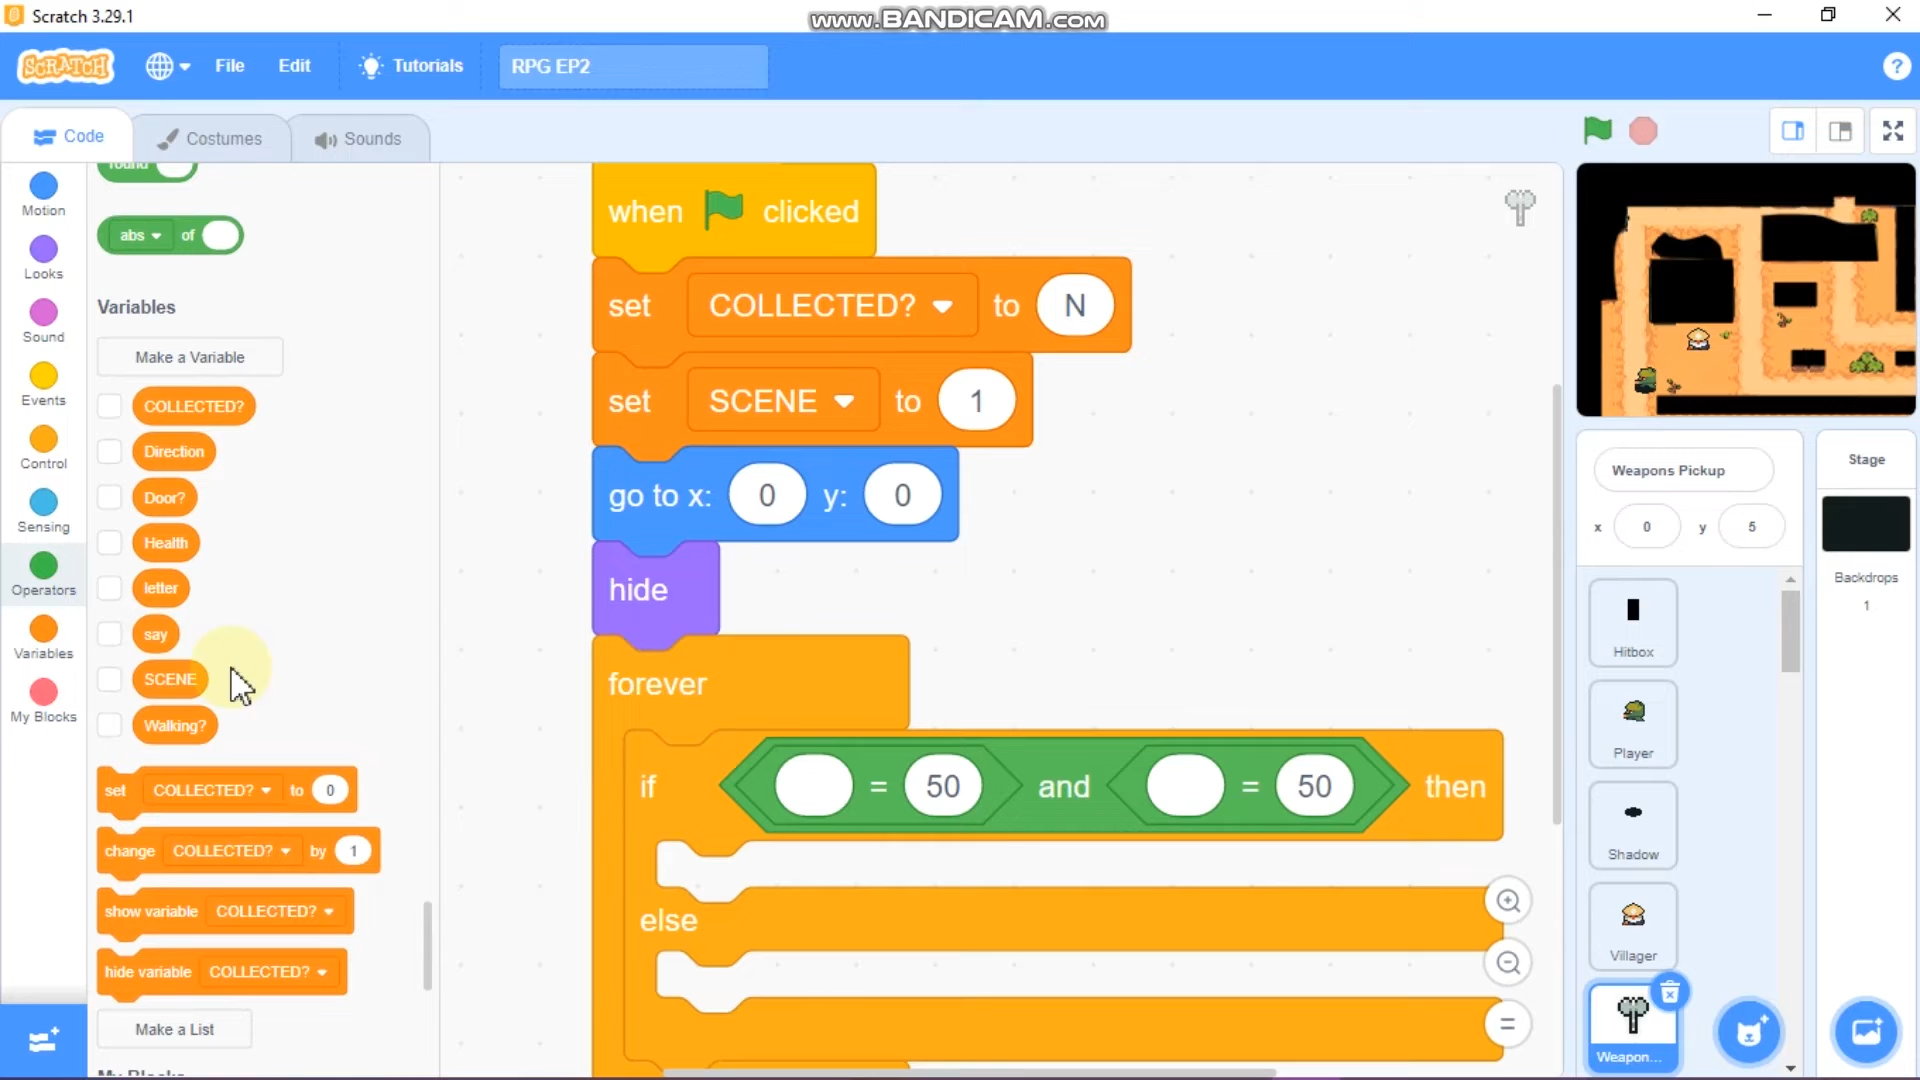 Scratch 3.29.1
www.BANDICAM.com
SCRATCH
File
Edit
Tutorials
RPG EP2
?
Code
Costumes
Sounds
Motion
Looks
Sound
Events
Control
Sensing
Operators
Variables
My Blocks
round
abs of
Variables
Make a Variable
COLLECTED?
Direction
Door?
Health
letter
say
SCENE
Walking?
set COLLECTED? to 0
change COLLECTED? by 1
show variable COLLECTED?
hide variable COLLECTED?
Make a List
My Blocks
when clicked
set COLLECTED? to N
set SCENE to 1
go to x: 0 y: 0
hide
forever
if = 50 and = 50 then
else
Weapons Pickup
x 0 y 5
Hitbox
Player
Shadow
Villager
Weapon...
Stage
Backdrops
1